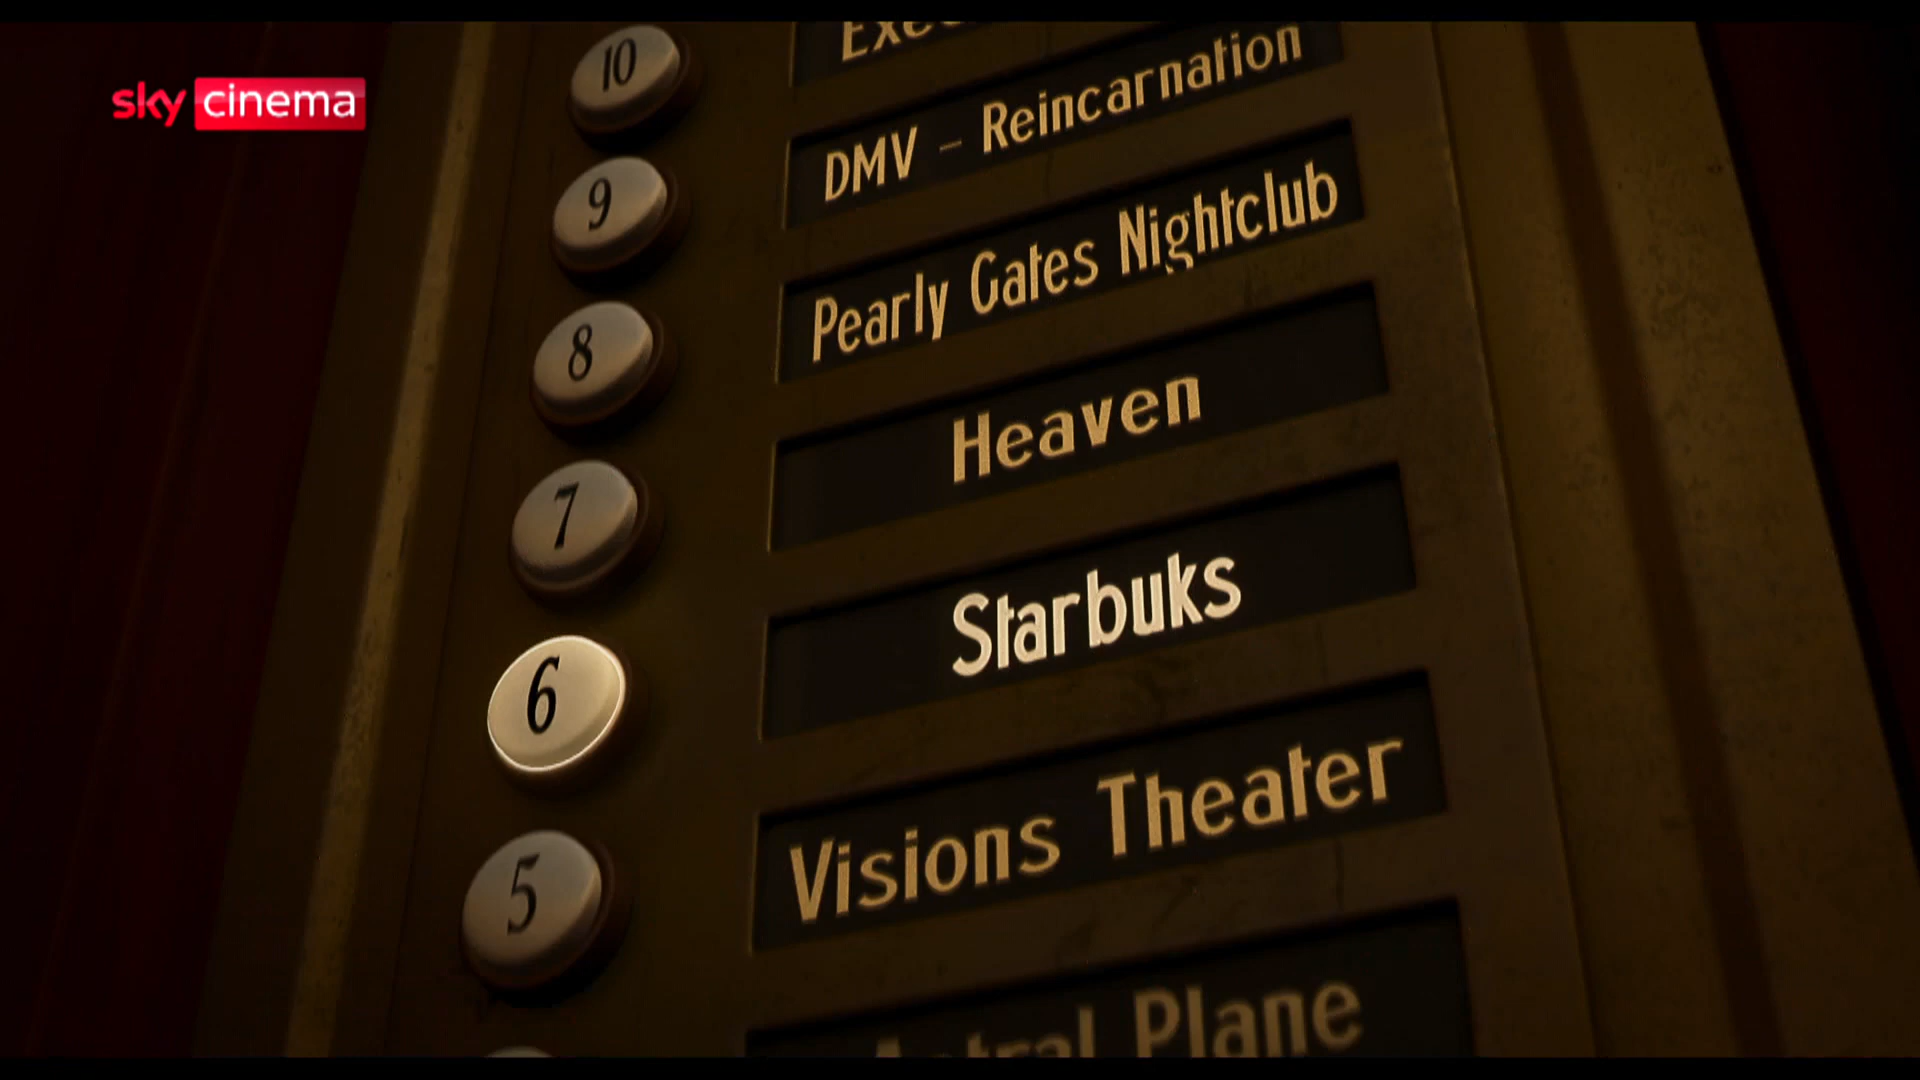 sky cinema
10
DMV – Reincarnation
9
Pearly Gates Nightclub
8
Heaven
7
Starbuks
6
Visions Theater
5
Plane